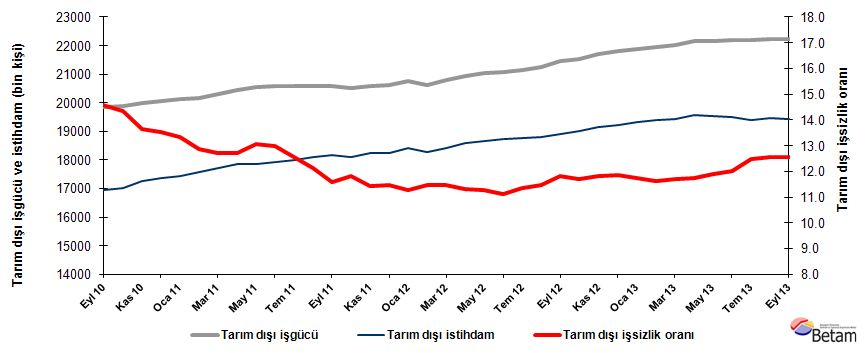 Tarım dışı işgücü ve istihdam (bin kişi)
23000
22000
21000
20000
19000
18000
17000
16000
15000
14000
18.0
17.0
16.0
15.0
14.0
13.0
12.0
11.0
10.0
9.0
8.0
Tarım dışı işsizlik oranı
Eyl 10
Kas 10
Oca 11
Mar 11
May 11
Tem 11
Eyl 11
Kas 11
Oca 12
Mar 12
May 12
Tem 12
Eyl 12
Kas 12
Oca 13
Mar 13
May 13
Tem 13
Eyl 13
Tarım dışı işgücü
Tarım dışı istihdam
Tarım dışı işsizlik oranı
Betam